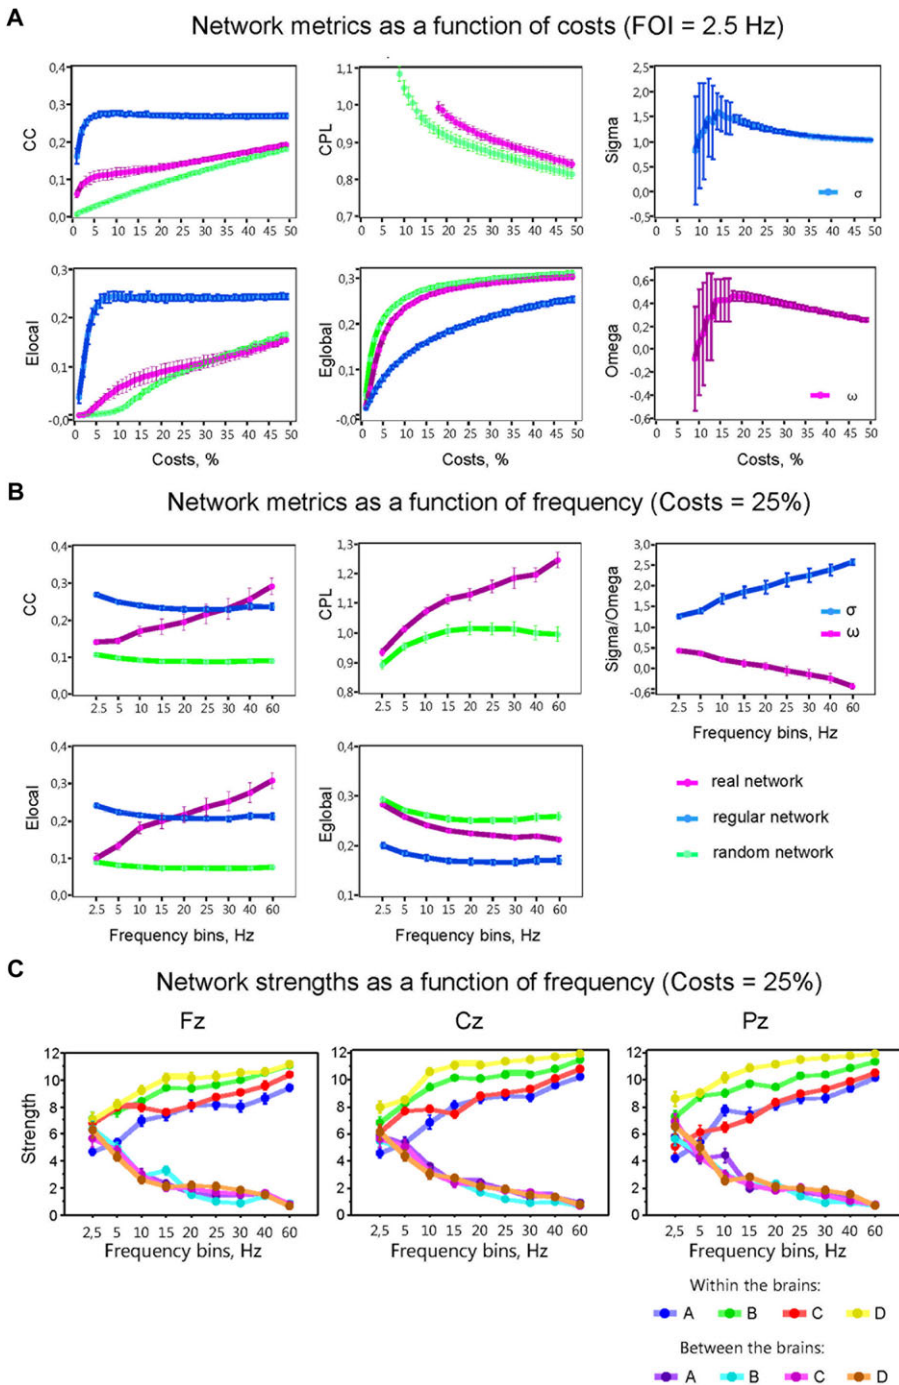 A
Network metrics as a function of costs (FOI = 2.5 Hz)
CC
0,4
0,3
0,2
0,1
0,0
0 5 10 15 20 25 30 35 40 45 50
CPL
1,1
1,0
0,9
0,8
0,7
0 5 10 15 20 25 30 35 40 45 50
Sigma
2,5
2,0
1,5
1,0
0,5
0,0
-0,5
0 5 10 15 20 25 30 35 40 45 50
σ
Elocal
0,3
0,2
0,1
-0,0
0 5 10 15 20 25 30 35 40 45 50
Costs, %
Eglobal
0,3
0,2
0,1
-0,0
0 5 10 15 20 25 30 35 40 45 50
Costs, %
Omega
0,6
0,4
0,2
0,0
-0,2
-0,4
-0,6
0 5 10 15 20 25 30 35 40 45 50
Costs, %
ω
B
Network metrics as a function of frequency (Costs = 25%)
CC
0,4
0,3
0,2
0,1
0,0
2.5 5 10 15 20 25 30 40 60
CPL
1,3
1,2
1,1
1,0
0,9
0,8
2.5 5 10 15 20 25 30 40 60
Sigma/Omega
3,0
2,5
2,0
1,5
1,0
0,5
0,0
-0,6
2.5 5 10 15 20 25 30 40 60
Frequency bins, Hz
σ
ω
Elocal
0,4
0,3
0,2
0,1
0,0
2.5 5 10 15 20 25 30 40 60
Frequency bins, Hz
Eglobal
0,4
0,3
0,2
0,1
2.5 5 10 15 20 25 30 40 60
Frequency bins, Hz
real network
regular network
random network
C
Network strengths as a function of frequency (Costs = 25%)
Fz
Cz
Pz
Strength
12
10
8
6
4
2
0
2,5 5 10 15 20 25 30 40 60
Frequency bins, Hz
12
10
8
6
4
2
0
2,5 5 10 15 20 25 30 40 60
Frequency bins, Hz
12
10
8
6
4
2
0
2,5 5 10 15 20 25 30 40 60
Frequency bins, Hz
Within the brains:
A B C D
Between the brains:
A B C D